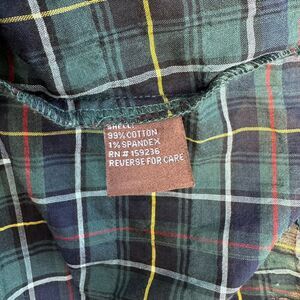 SHELL:
99% COTTON
1% SPANDEX
RN# 159236
REVERSE FOR CARE